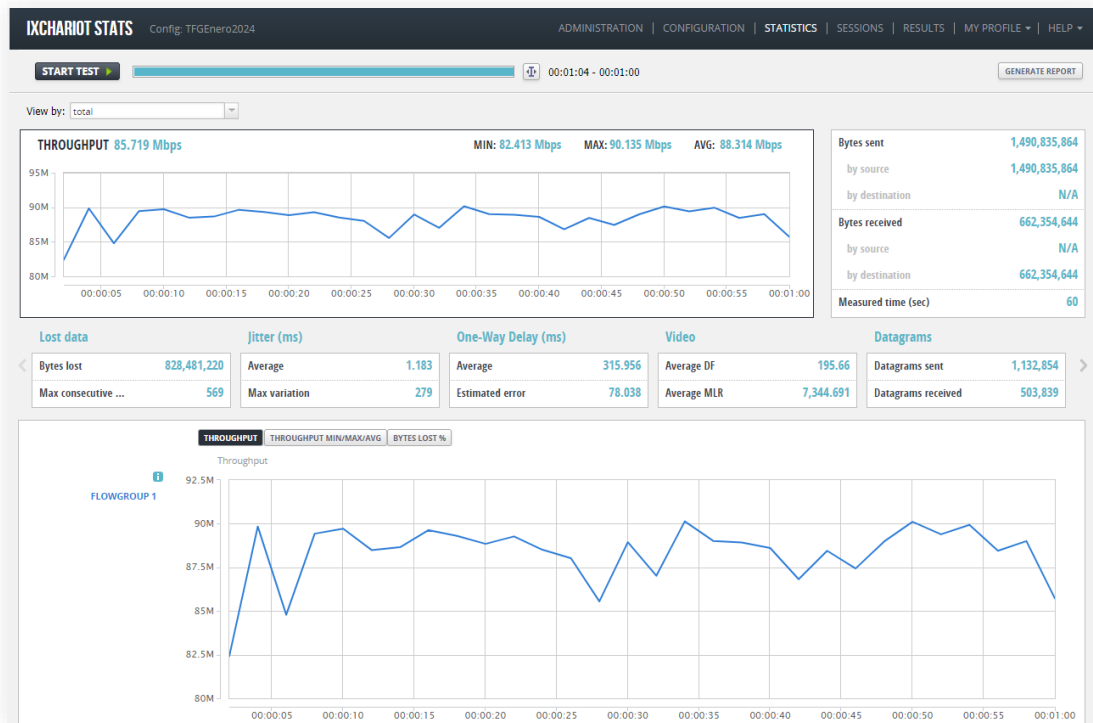 IXCHARIOT STATS Config: TFGEnero2024 ADMINISTRATION | CONFIGURATION | STATISTICS | SESSIONS | RESULTS | MY PROFILE | HELP
START TEST 00:01:04 - 00:01:00 GENERATE REPORT
View by: total
THROUGHPUT 85.719 Mbps MIN: 82.413 Mbps MAX: 90.135 Mbps AVG: 88.314 Mbps
95M
90M
85M
80M
00:00:05 00:00:10 00:00:15 00:00:20 00:00:25 00:00:30 00:00:35 00:00:40 00:00:45 00:00:50 00:00:55 00:01:00
Bytes sent 1,490,835,864
by source 1,490,835,864
by destination N/A
Bytes received 662,354,644
by source N/A
by destination 662,354,644
Measured time (sec) 60
Lost data
Bytes lost 828,481,220
Max consecutive ... 569
Jitter (ms)
Average 1.183
Max variation 279
One-Way Delay (ms)
Average 315.956
Estimated error 78.038
Video
Average DF 195.66
Average MLR 7,344.691
Datagrams
Datagrams sent 1,132,854
Datagrams received 503,839
THROUGHPUT THROUGHPUT MIN/MAX/AVG BYTES LOST %
Throughput
FLOWGROUP 1
92.5M
90M
87.5M
85M
82.5M
80M
00:00:05 00:00:10 00:00:15 00:00:20 00:00:25 00:00:30 00:00:35 00:00:40 00:00:45 00:00:50 00:00:55 00:01:00